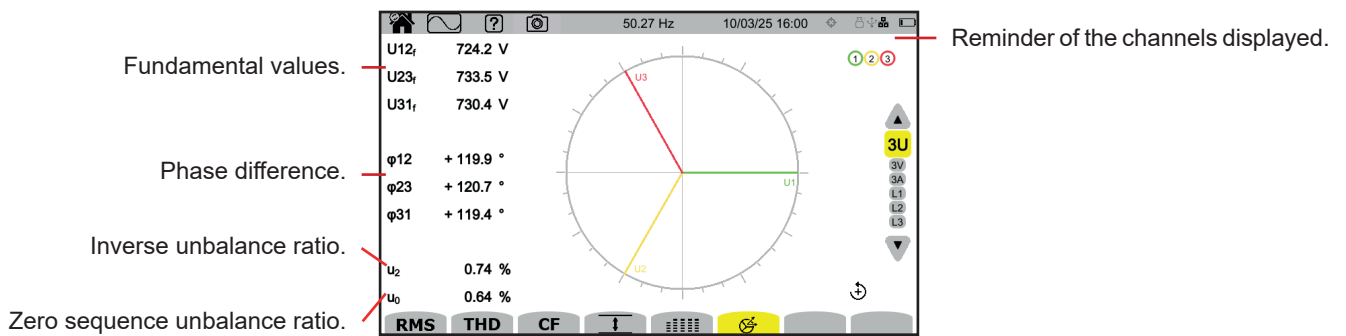 50.27 Hz 10/03/25 16:00
Reminder of the channels displayed.
Fundamental values.
U12f 724.2 V
U23f 733.5 V
U31f 730.4 V
1 2 3
U3
U1
U2
3U
3V
3A
L1
L2
L3
Phase difference.
φ12 + 119.9 °
φ23 + 120.7 °
φ31 + 119.4 °
Inverse unbalance ratio.
u2 0.74 %
Zero sequence unbalance ratio.
u0 0.64 %
RMS THD CF